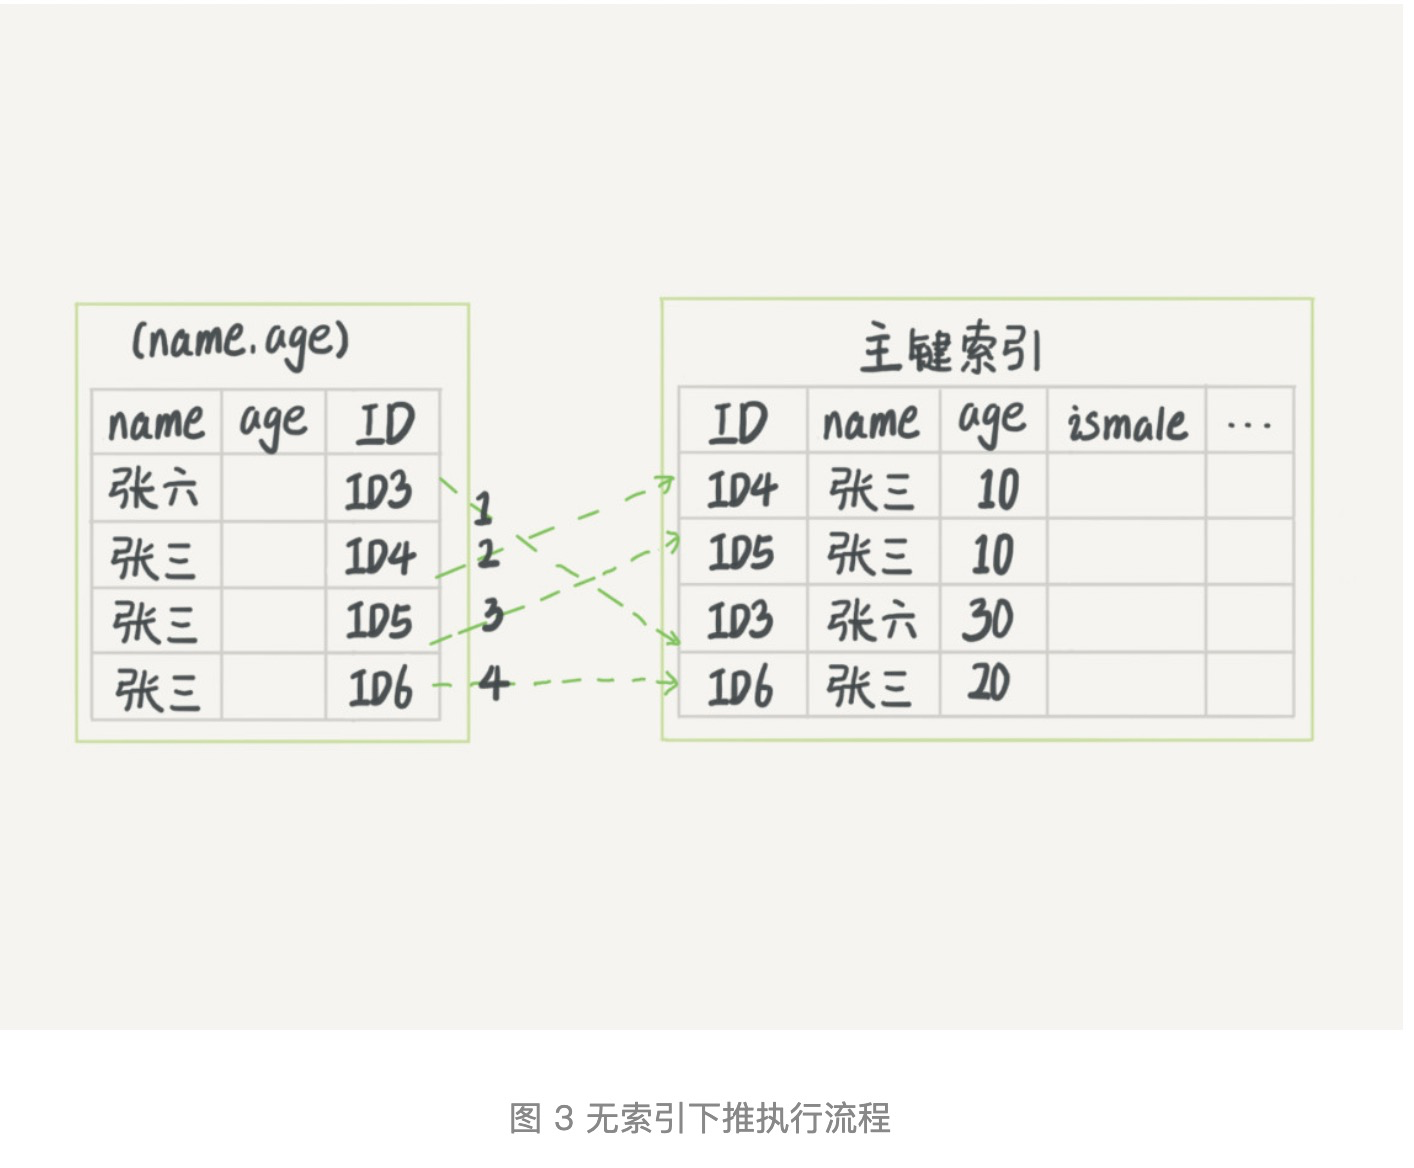 (name.age)
name age ID
张六 ID3
张三 ID4
张三 ID5
张三 ID6
1
2
3
4
主键索引
ID name age ismale ...
ID4 张三 10
ID5 张三 10
ID3 张六 30
ID6 张三 20
图 3 无索引下推执行流程